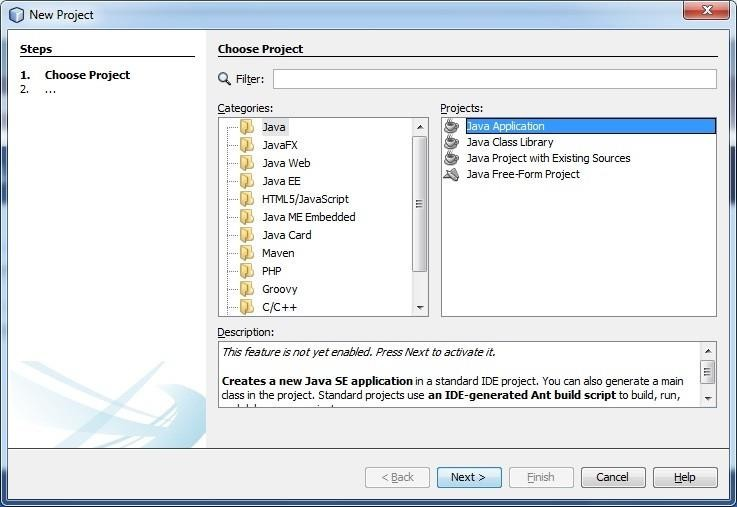 New Project
Steps
1. Choose Project
2. ...
Choose Project
Filter:
Categories:
Java
JavaFX
Java Web
Java EE
HTML5/JavaScript
Java ME Embedded
Java Card
Maven
PHP
Groovy
C/C++
Projects:
Java Application
Java Class Library
Java Project with Existing Sources
Java Free-Form Project
Description:
This feature is not yet enabled. Press Next to activate it.
Creates a new Java SE application in a standard IDE project. You can also generate a main
class in the project. Standard projects use an IDE-generated Ant build script to build, run,
< Back
Next >
Finish
Cancel
Help